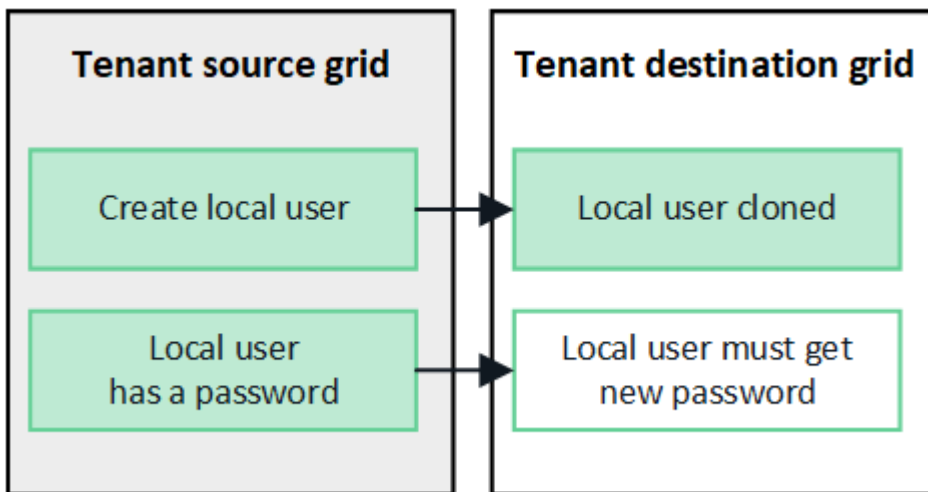 Tenant source grid
Create local user
Local user
has a password
Tenant destination grid
Local user cloned
Local user must get
new password